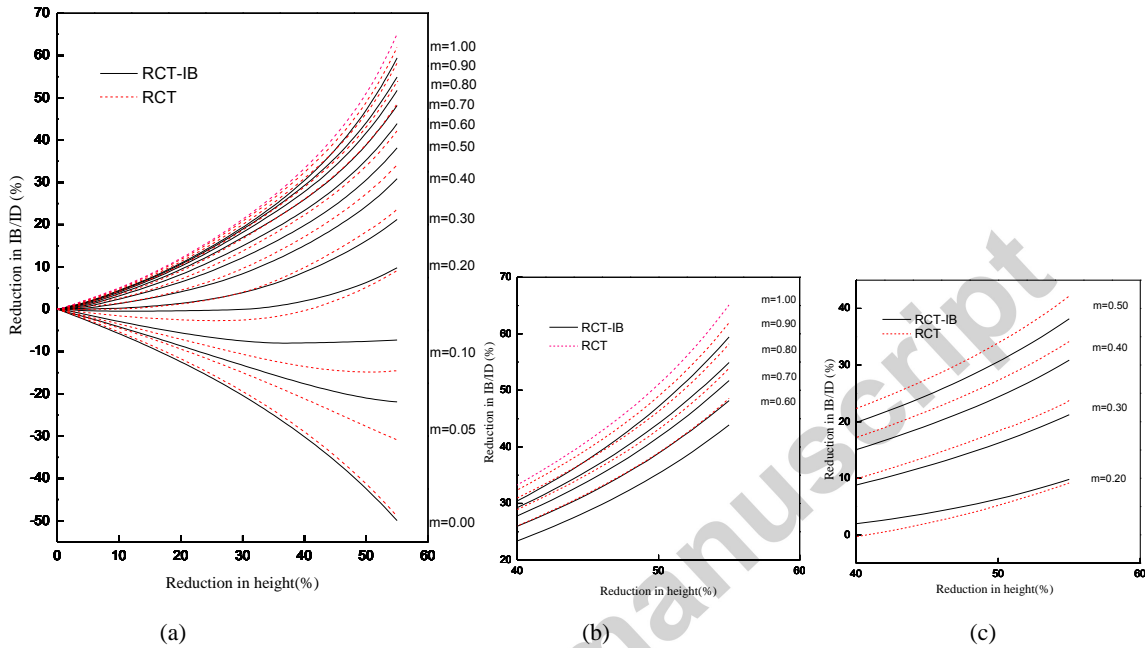 70
60
50
40
30
20
10
0
-10
-20
-30
-40
-50
Reduction in IB/ID (%)
RCT-IB
RCT
m=1.00
m=0.90
m=0.80
m=0.70
m=0.60
m=0.50
m=0.40
m=0.30
m=0.20
m=0.10
m=0.05
m=0.00
0 10 20 30 40 50 60
Reduction in height(%)
(a)
70
60
50
40
30
20
Reduction in IB/ID (%)
RCT-IB
RCT
m=1.00
m=0.90
m=0.80
m=0.70
m=0.60
40 50 60
Reduction in height(%)
(b)
40
30
20
10
0
Reduction in IB/ID (%)
RCT-IB
RCT
m=0.50
m=0.40
m=0.30
m=0.20
40 50 60
Reduction in height(%)
(c)
manuscript